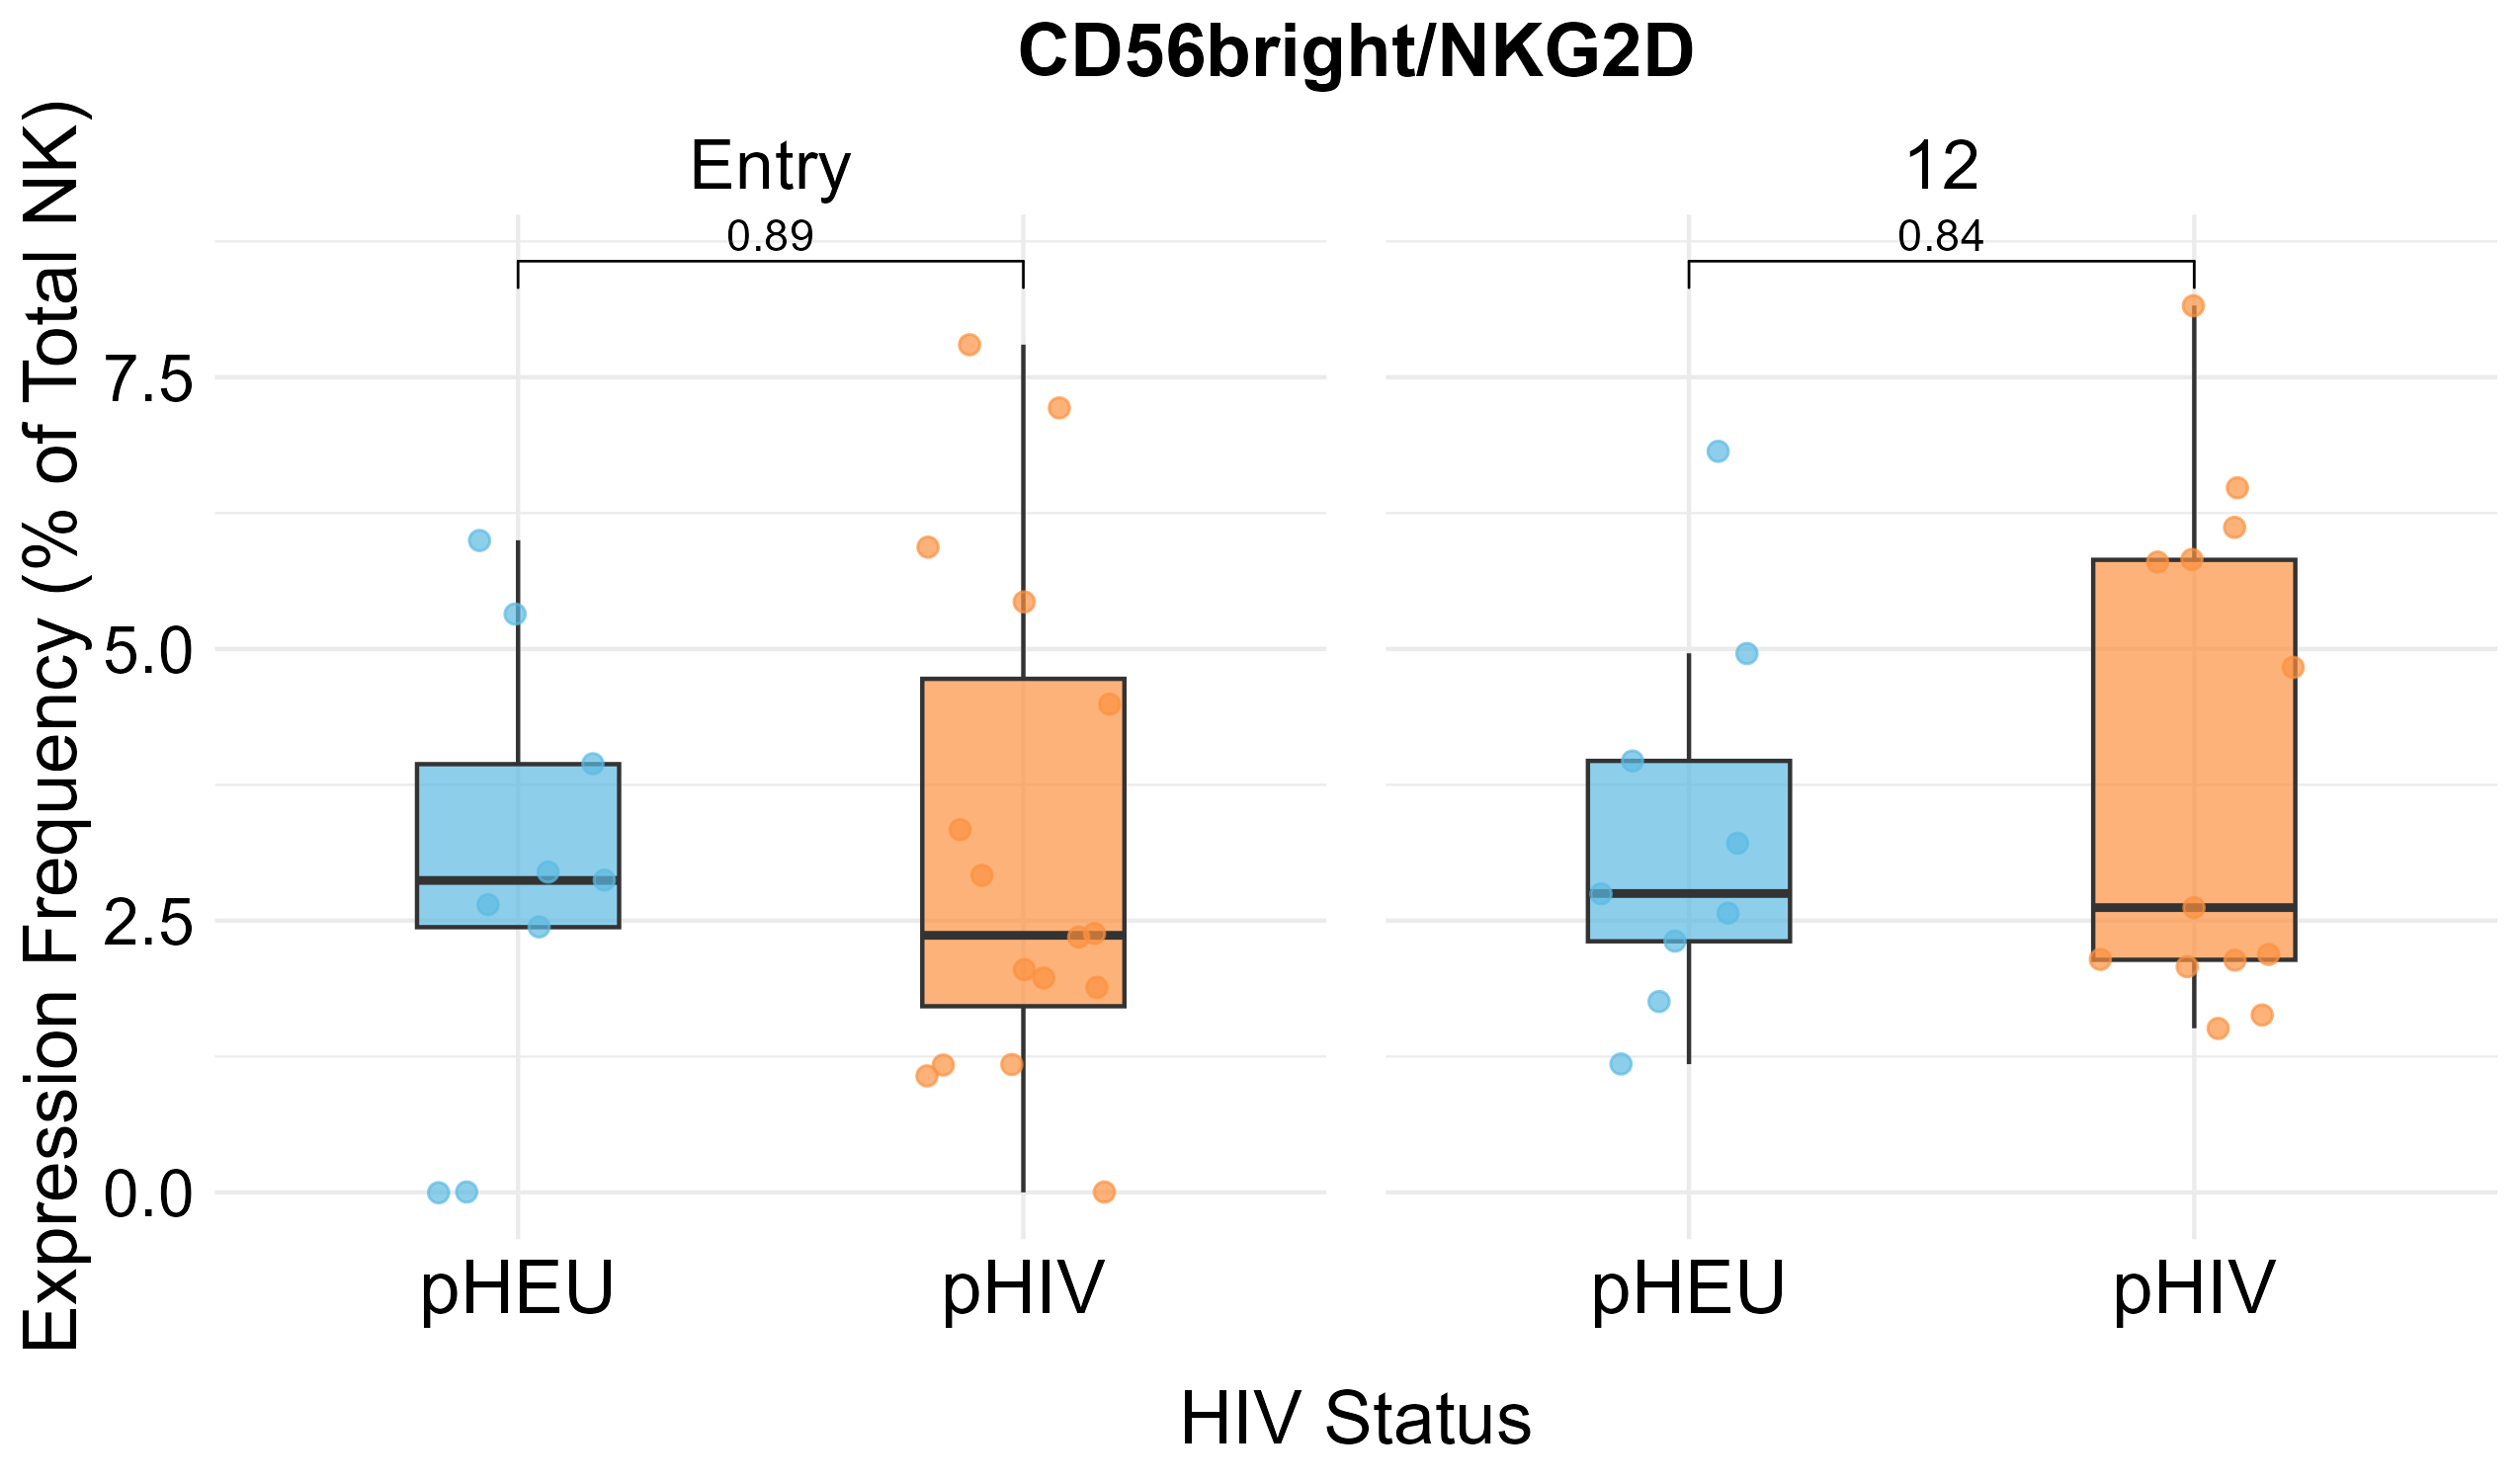 CD56bright/NKG2D
Entry
12
0.89
0.84
Expression Frequency (% of Total NK)
7.5
5.0
2.5
0.0
pHEU
pHIV
pHEU
pHIV
HIV Status